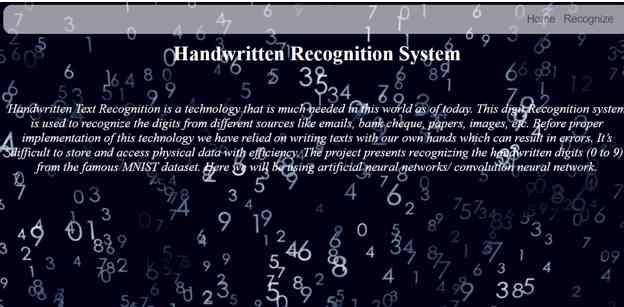 Home Recognize
Handwritten Recognition System
Handwritten Text Recognition is a technology that is much needed in this world as of today. This digit Recognition system
is used to recognize the digits from different sources like emails, bank cheque, papers, images, etc. Before proper
implementation of this technology we have relied on writing texts with our own hands which can result in errors, It's
difficult to store and access physical data with efficiency. The project presents recognizing the handwritten digits (0 to 9)
from the famous MNIST dataset. Here we will be using artificial neural networks/ convolution neural network.